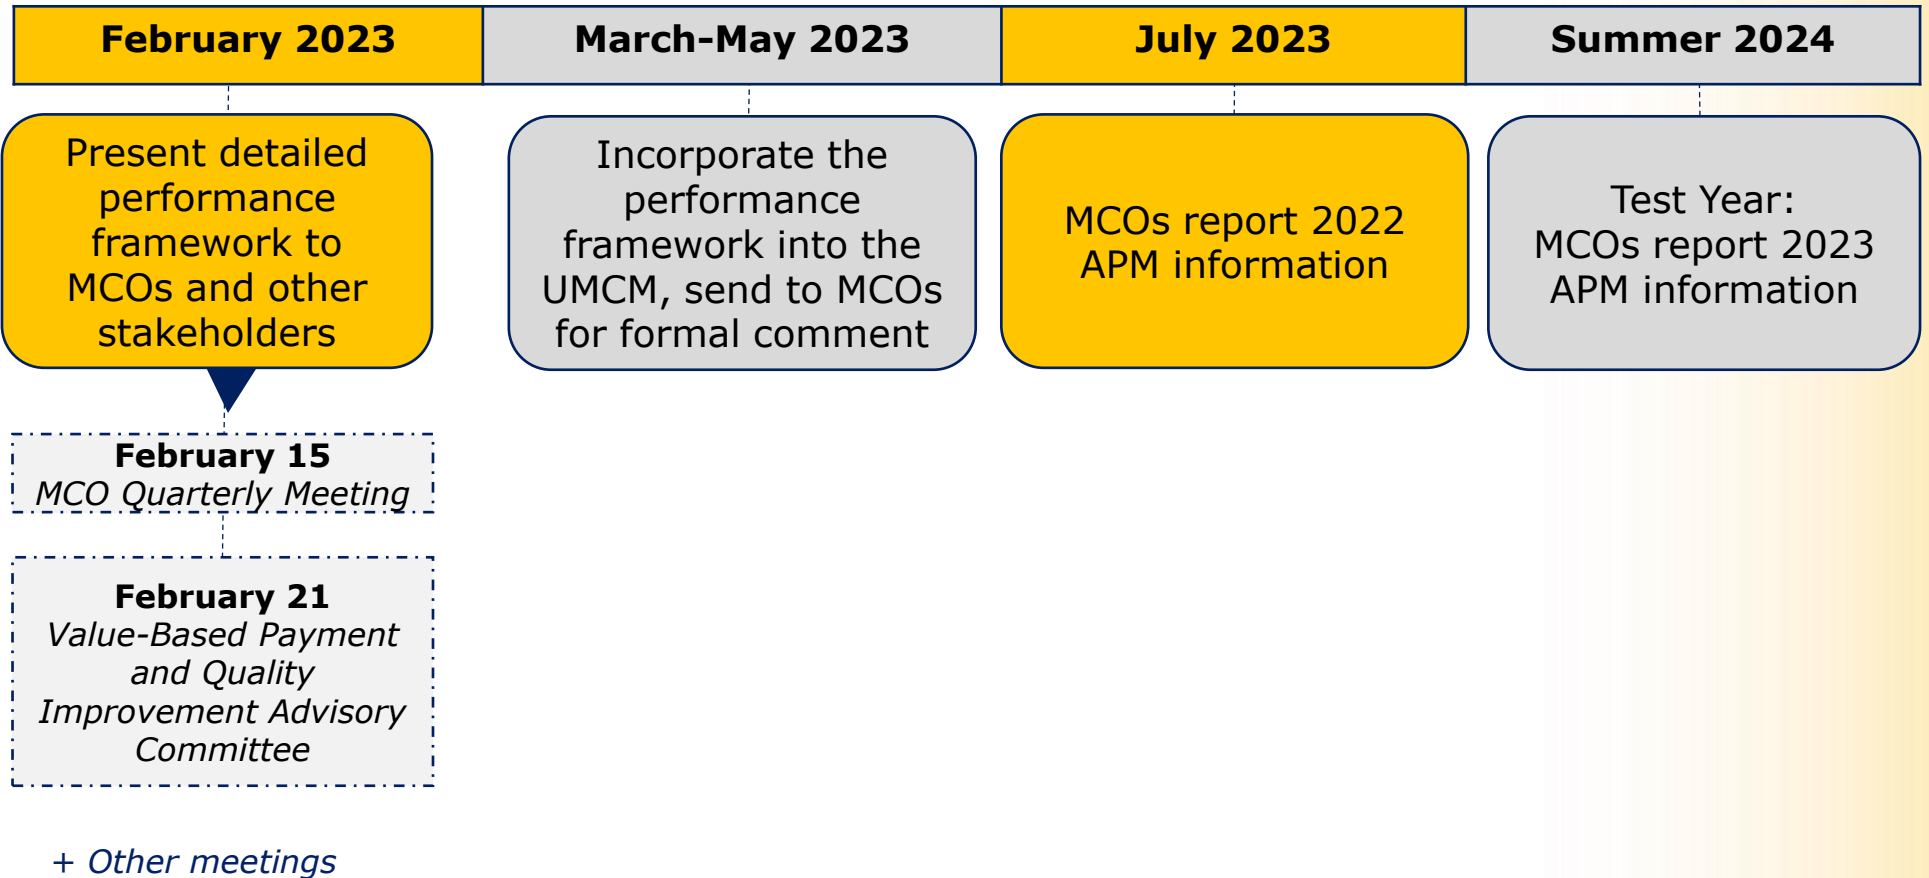 February 2023
March-May 2023
July 2023
Summer 2024
Present detailed
performance
framework to
MCOs and other
stakeholders
Incorporate the
performance
framework into the
UMCM, send to MCOs
for formal comment
MCOs report 2022
APM information
Test Year:
MCOs report 2023
APM information
February 15
MCO Quarterly Meeting
February 21
Value-Based Payment
and Quality
Improvement Advisory
Committee
+ Other meetings